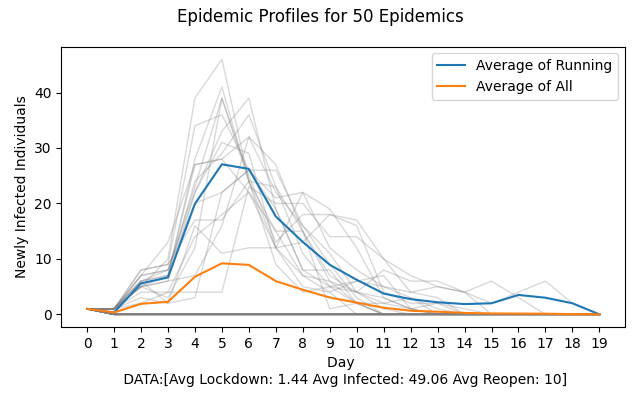 Epidemic Profiles for 50 Epidemics
Average of Running
Average of All
Newly Infected Individuals
40
30
20
10
0
0 1 2 3 4 5 6 7 8 9 10 11 12 13 14 15 16 17 18 19
Day
DATA:[Avg Lockdown: 1.44 Avg Infected: 49.06 Avg Reopen: 10]